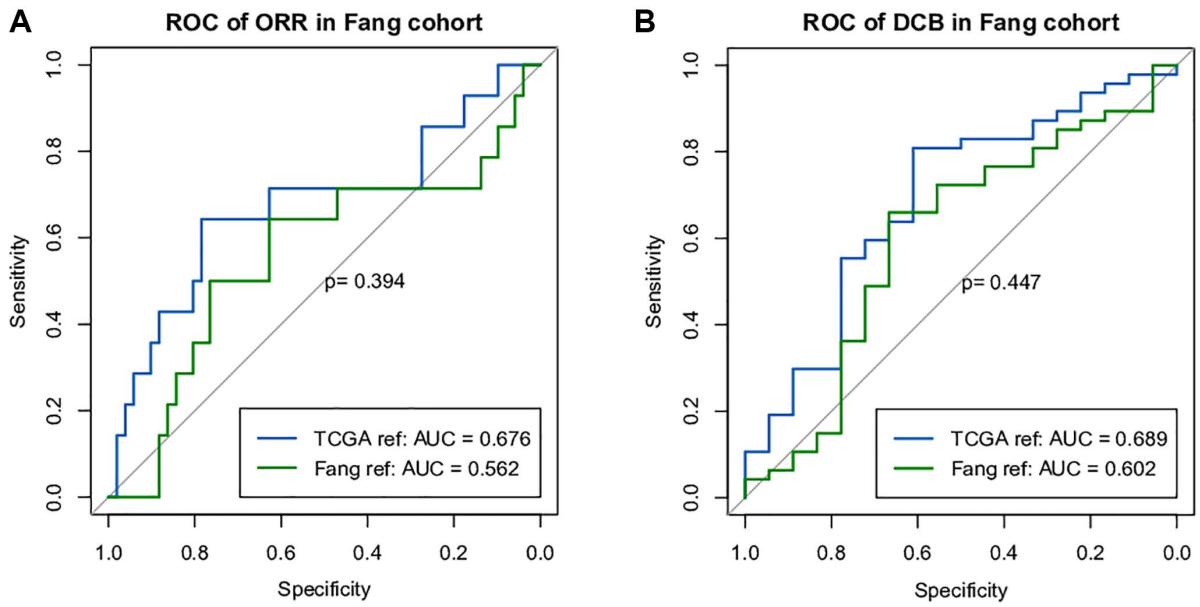 A
ROC of ORR in Fang cohort
1.0
0.8
0.6
0.4
0.2
0.0
Sensitivity
p= 0.394
TCGA ref: AUC = 0.676
Fang ref: AUC = 0.562
1.0 0.8 0.6 0.4 0.2 0.0
Specificity
B
ROC of DCB in Fang cohort
1.0
0.8
0.6
0.4
0.2
0.0
Sensitivity
p= 0.447
TCGA ref: AUC = 0.689
Fang ref: AUC = 0.602
1.0 0.8 0.6 0.4 0.2 0.0
Specificity